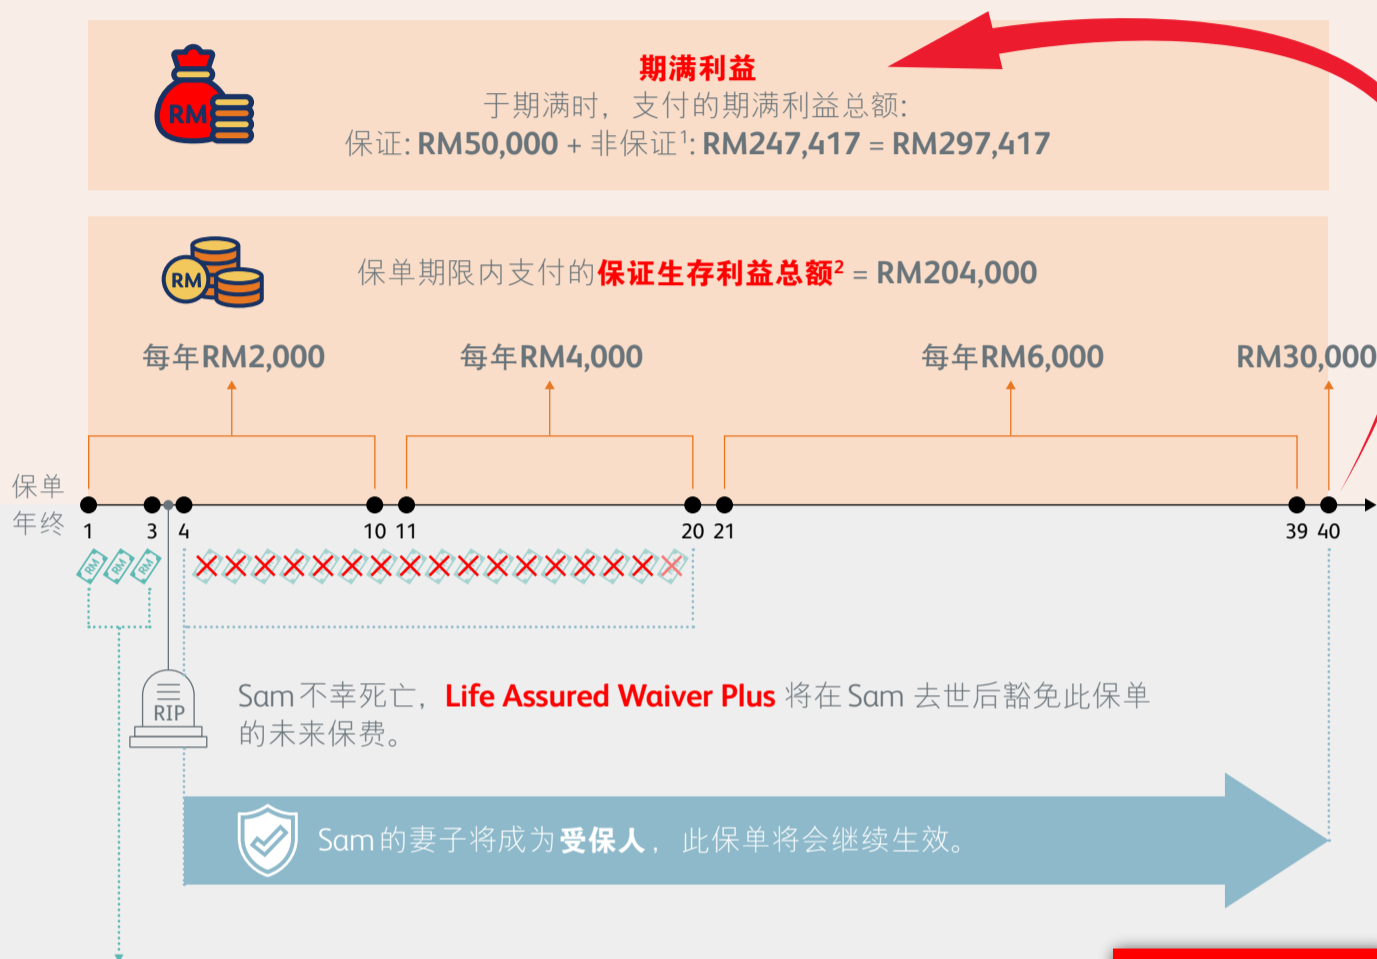 期满利益
于期满时，支付的期满利益总额:
保证: RM50,000 + 非保证¹: RM247,417 = RM297,417
RM
保单期限内支付的保证生存利益总额² = RM204,000
RM
每年RM2,000 每年RM4,000 每年RM6,000 RM30,000
保单
年终
1 3 4 10 11 20 21 39 40
RM RM RM
Sam 不幸死亡，Life Assured Waiver Plus 将在 Sam 去世后豁免此保单
的未来保费。
RIP
Sam 的妻子将成为受保人，此保单将会继续生效。